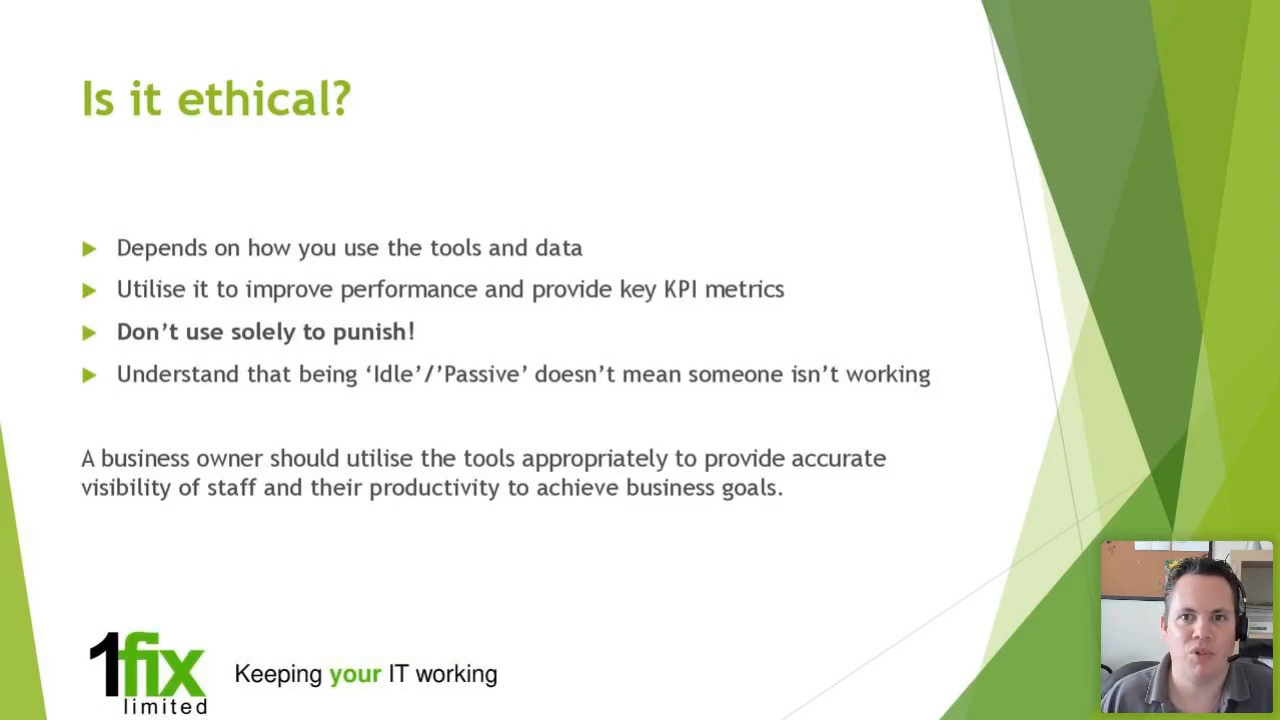 Is it ethical?
Depends on how you use the tools and data
Utilise it to improve performance and provide key KPI metrics
Don’t use solely to punish!
Understand that being ‘Idle’/’Passive’ doesn’t mean someone isn’t working
A business owner should utilise the tools appropriately to provide accurate
visibility of staff and their productivity to achieve business goals.
1fix
limited
Keeping your IT working